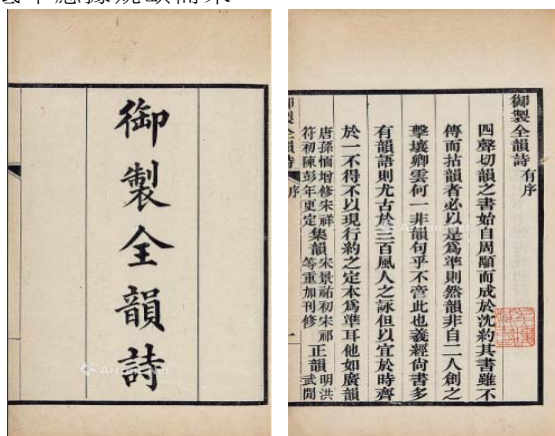 御製全韻詩
御製全韻詩 有序
四聲切韻之書始自周顒而成於沈約其書雖不
傳而拈韻者必以是爲準則然韻非自二人創之
擊壤卿雲何一非韻句乎不啻此也羲經尚書多
有韻語則尤古於三百風人之詠但以宜於時齊
於一不得不以現行約之定本爲準耳他如廣韻
唐孫愐增修宋祥符初陳彭年更定集韻宋景祐初宋祁等重加刊修正韻明洪武間